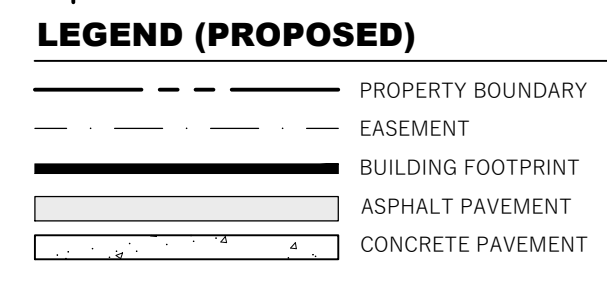 LEGEND (PROPOSED)
PROPERTY BOUNDARY
EASEMENT
BUILDING FOOTPRINT
ASPHALT PAVEMENT
CONCRETE PAVEMENT